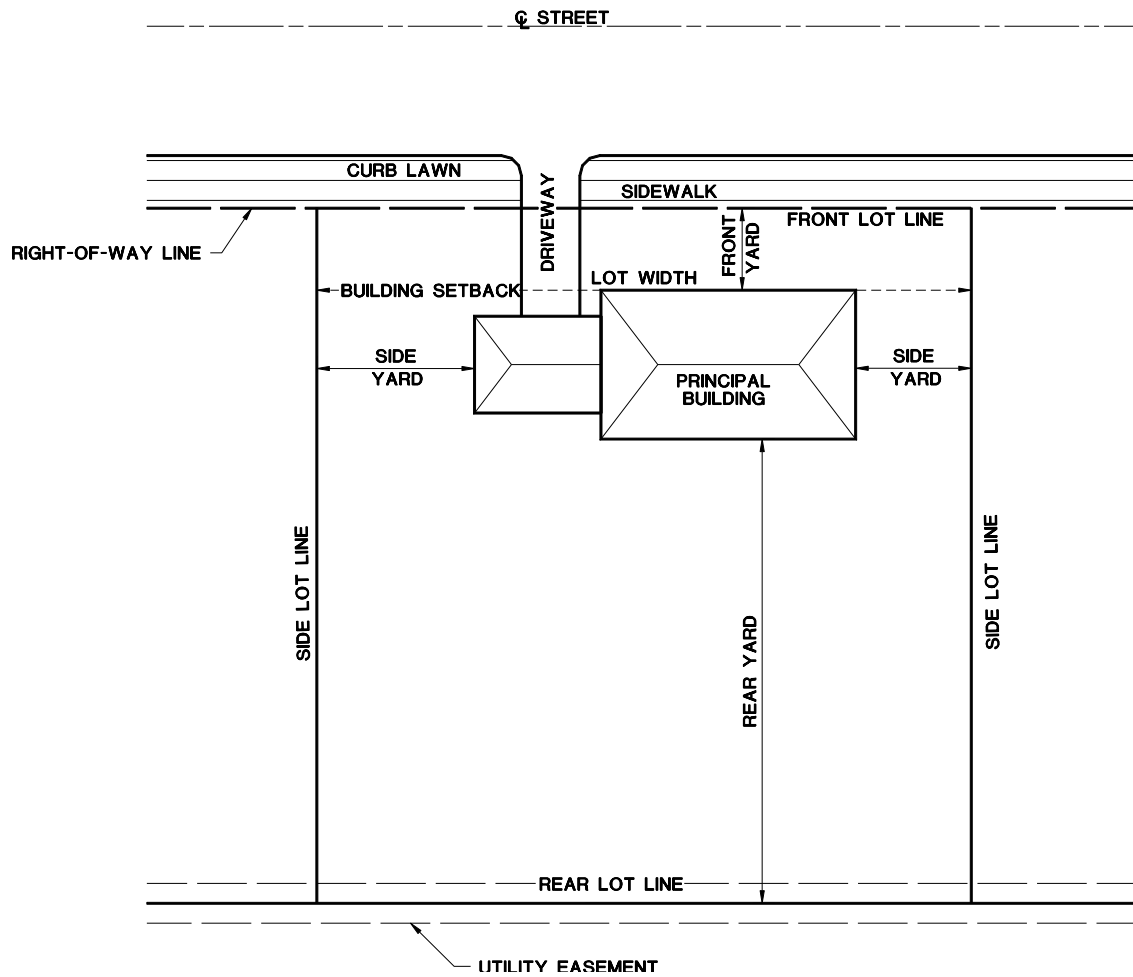 ℄ STREET
CURB LAWN
SIDEWALK
DRIVEWAY
FRONT LOT LINE
RIGHT-OF-WAY LINE
FRONT
YARD
LOT WIDTH
BUILDING SETBACK
SIDE
YARD
PRINCIPAL
BUILDING
SIDE
YARD
SIDE LOT LINE
SIDE LOT LINE
REAR YARD
REAR LOT LINE
UTILITY EASEMENT